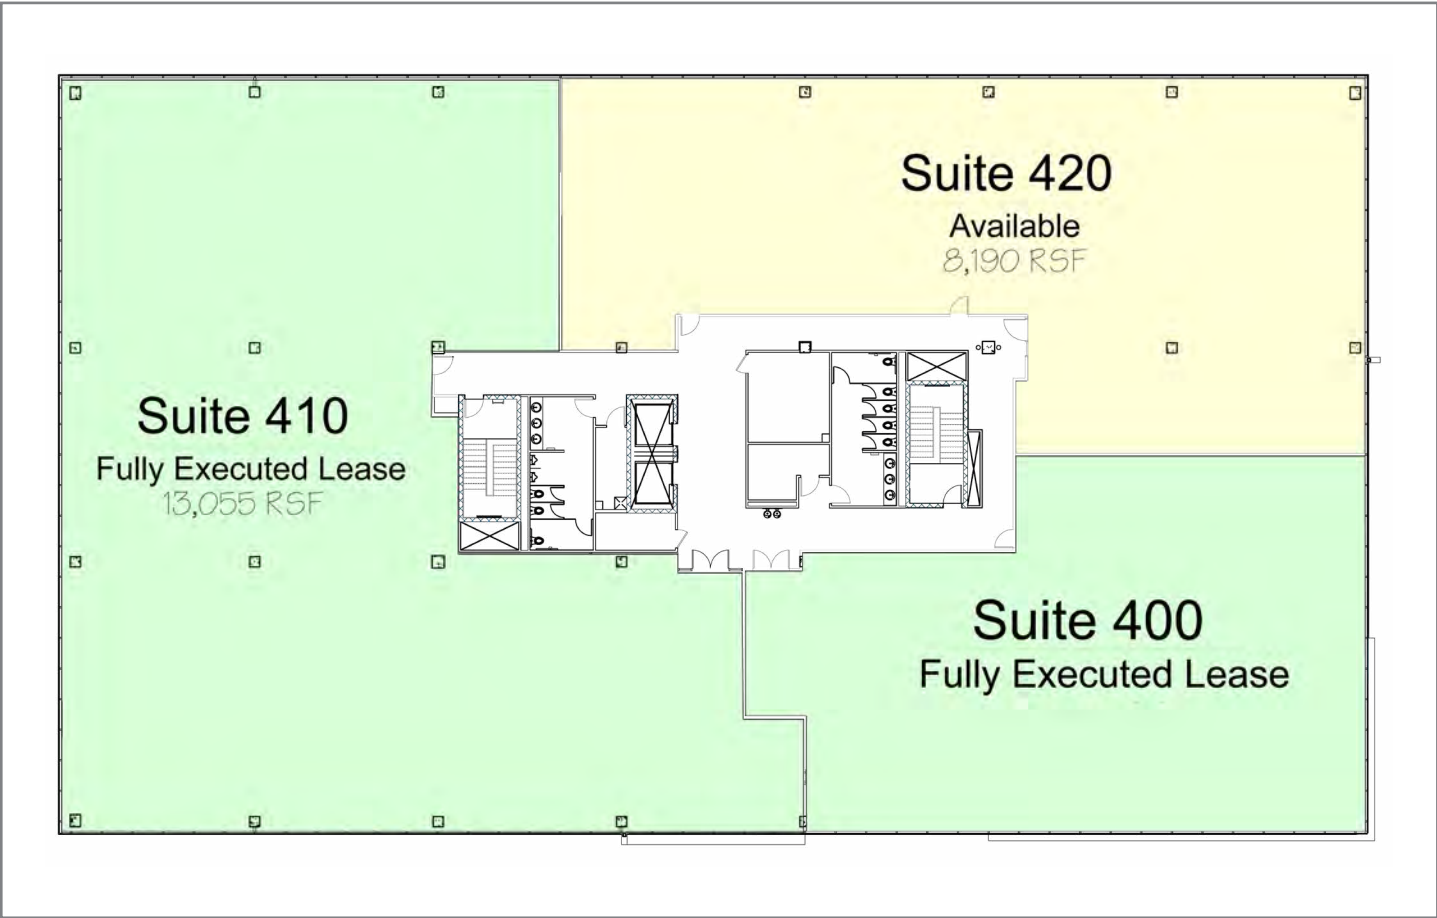 Suite 420
Available
8,190 RSF
Suite 410
Fully Executed Lease
13,055 RSF
Suite 400
Fully Executed Lease